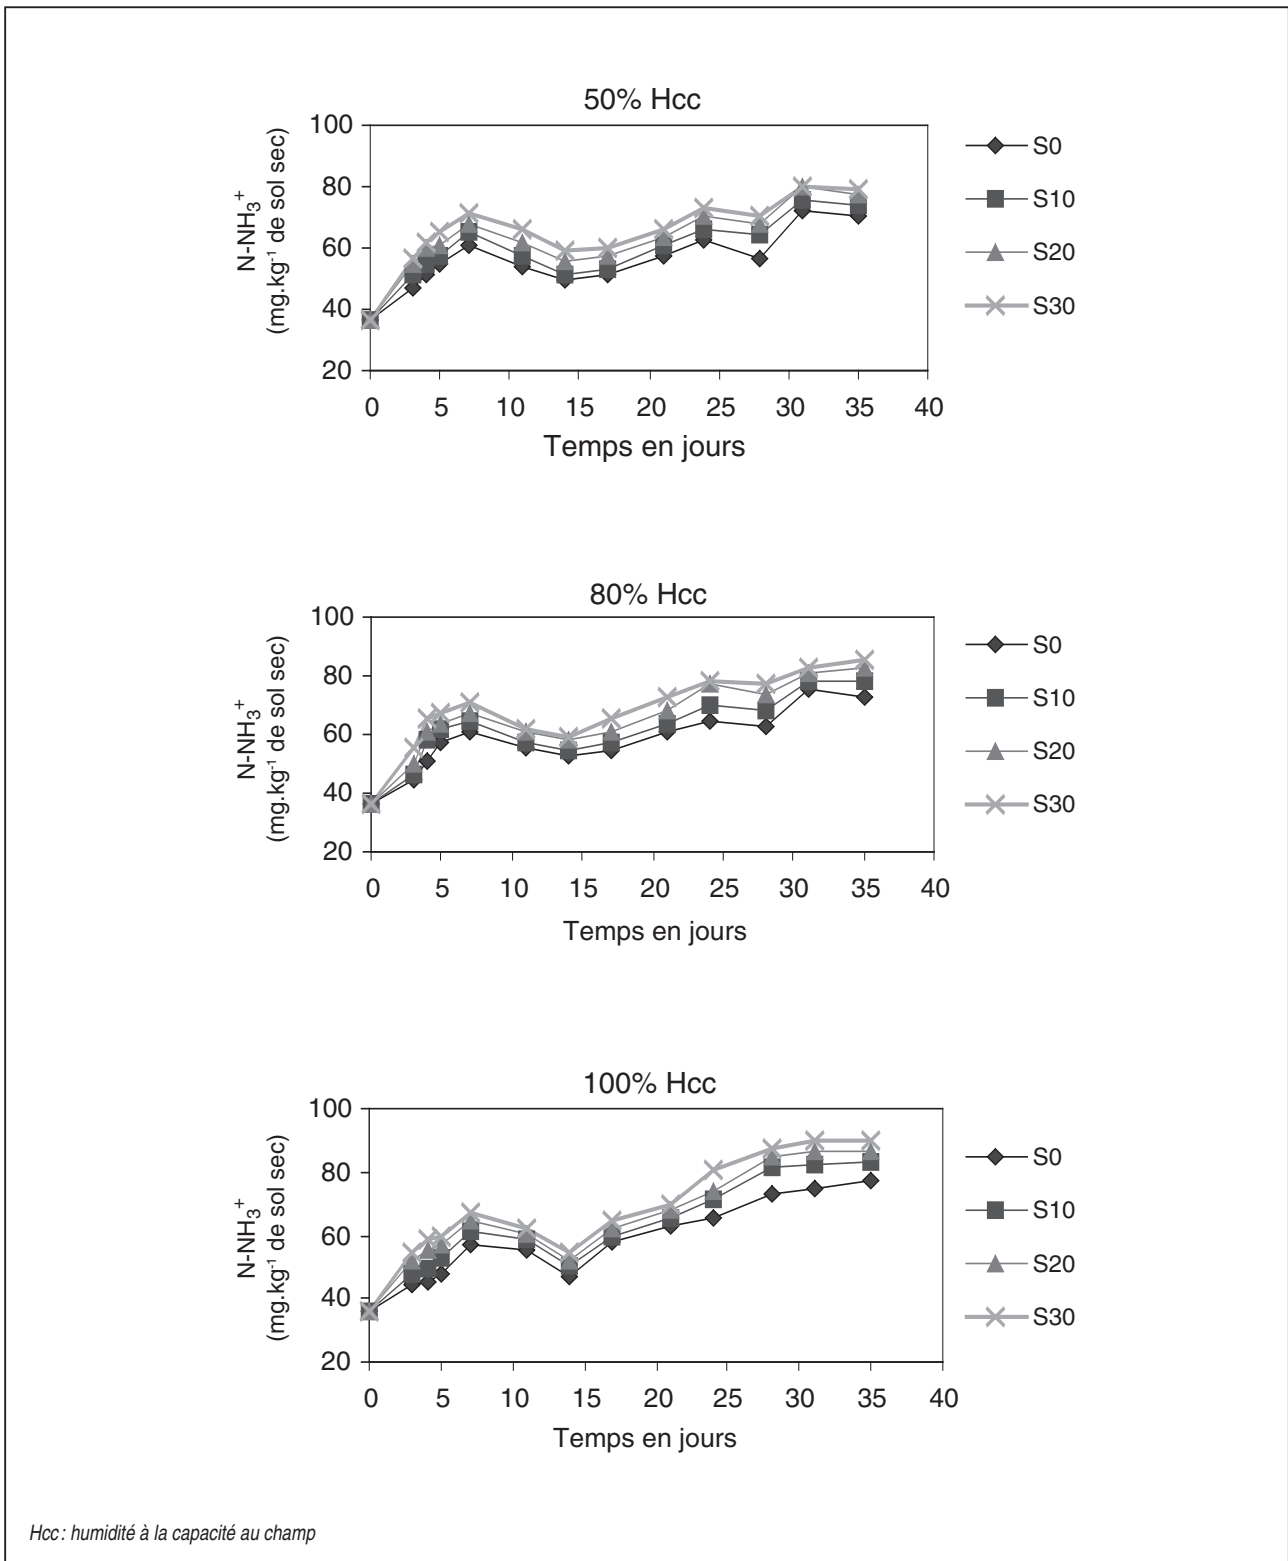 50% Hcc
N-NH₃⁺
(mg.kg⁻¹ de sol sec)
100
80
60
40
20
0 5 10 15 20 25 30 35 40
Temps en jours
S0
S10
S20
S30
80% Hcc
N-NH₃⁺
(mg.kg⁻¹ de sol sec)
100
80
60
40
20
0 5 10 15 20 25 30 35 40
Temps en jours
S0
S10
S20
S30
100% Hcc
N-NH₃⁺
(mg.kg⁻¹ de sol sec)
100
80
60
40
20
0 5 10 15 20 25 30 35 40
Temps en jours
S0
S10
S20
S30
Hcc : humidité à la capacité au champ